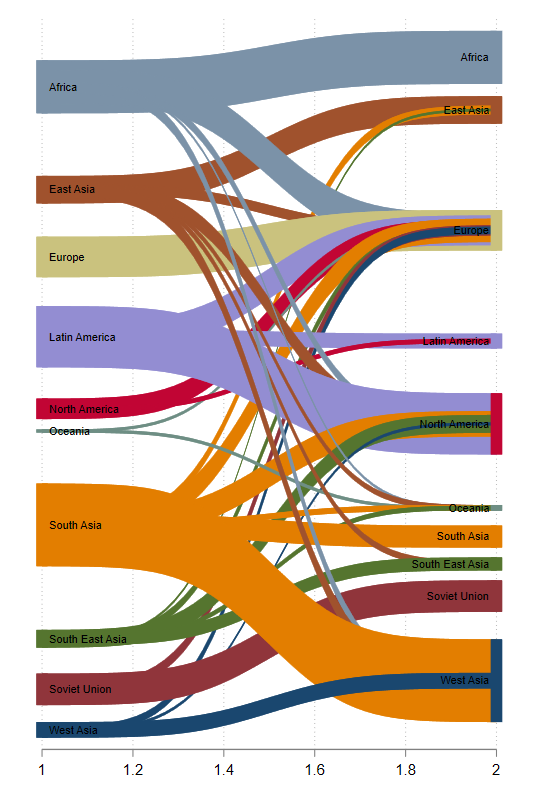 Africa
East Asia
Europe
Latin America
North America
Oceania
South Asia
South East Asia
Soviet Union
West Asia
Africa
East Asia
Europe
Latin America
North America
Oceania
South Asia
South East Asia
Soviet Union
West Asia
1 1.2 1.4 1.6 1.8 2